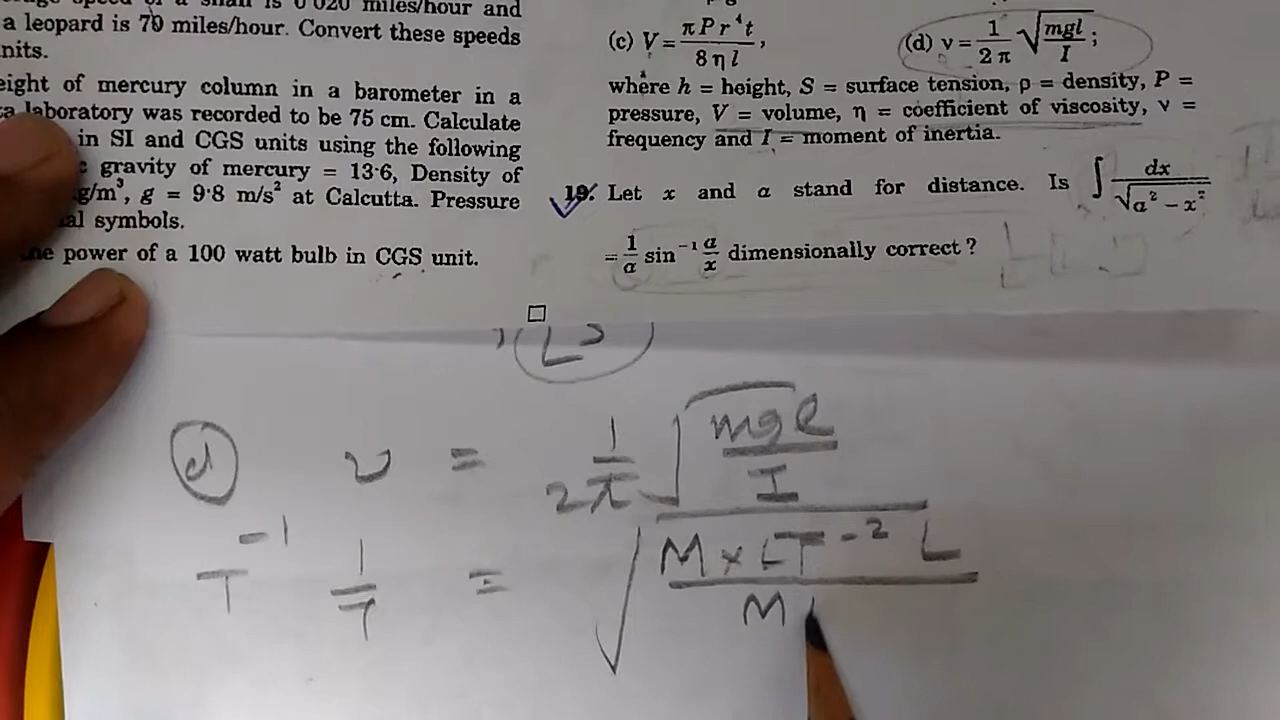 miles/hour and
a leopard is 70 miles/hour. Convert these speeds
nits.
eight of mercury column in a barometer in a
laboratory was recorded to be 75 cm. Calculate
in SI and CGS units using the following
gravity of mercury = 13·6, Density of
g/m³, g = 9·8 m/s² at Calcutta. Pressure
al symbols.
power of a 100 watt bulb in CGS unit.
(c) V = πPr⁴t / 8ηl, (d) ν = 1/2π √(mgl/I);
where h = height, S = surface tension, ρ = density, P =
pressure, V = volume, η = coefficient of viscosity, ν =
frequency and I = moment of inertia.
19. Let x and a stand for distance. Is ∫ dx/√(a² − x²)
= 1/a sin⁻¹ a/x dimensionally correct ?
(d) ν = 1/2π √(mgl/I)
T⁻¹ 1/T = √(M × LT⁻² L / M